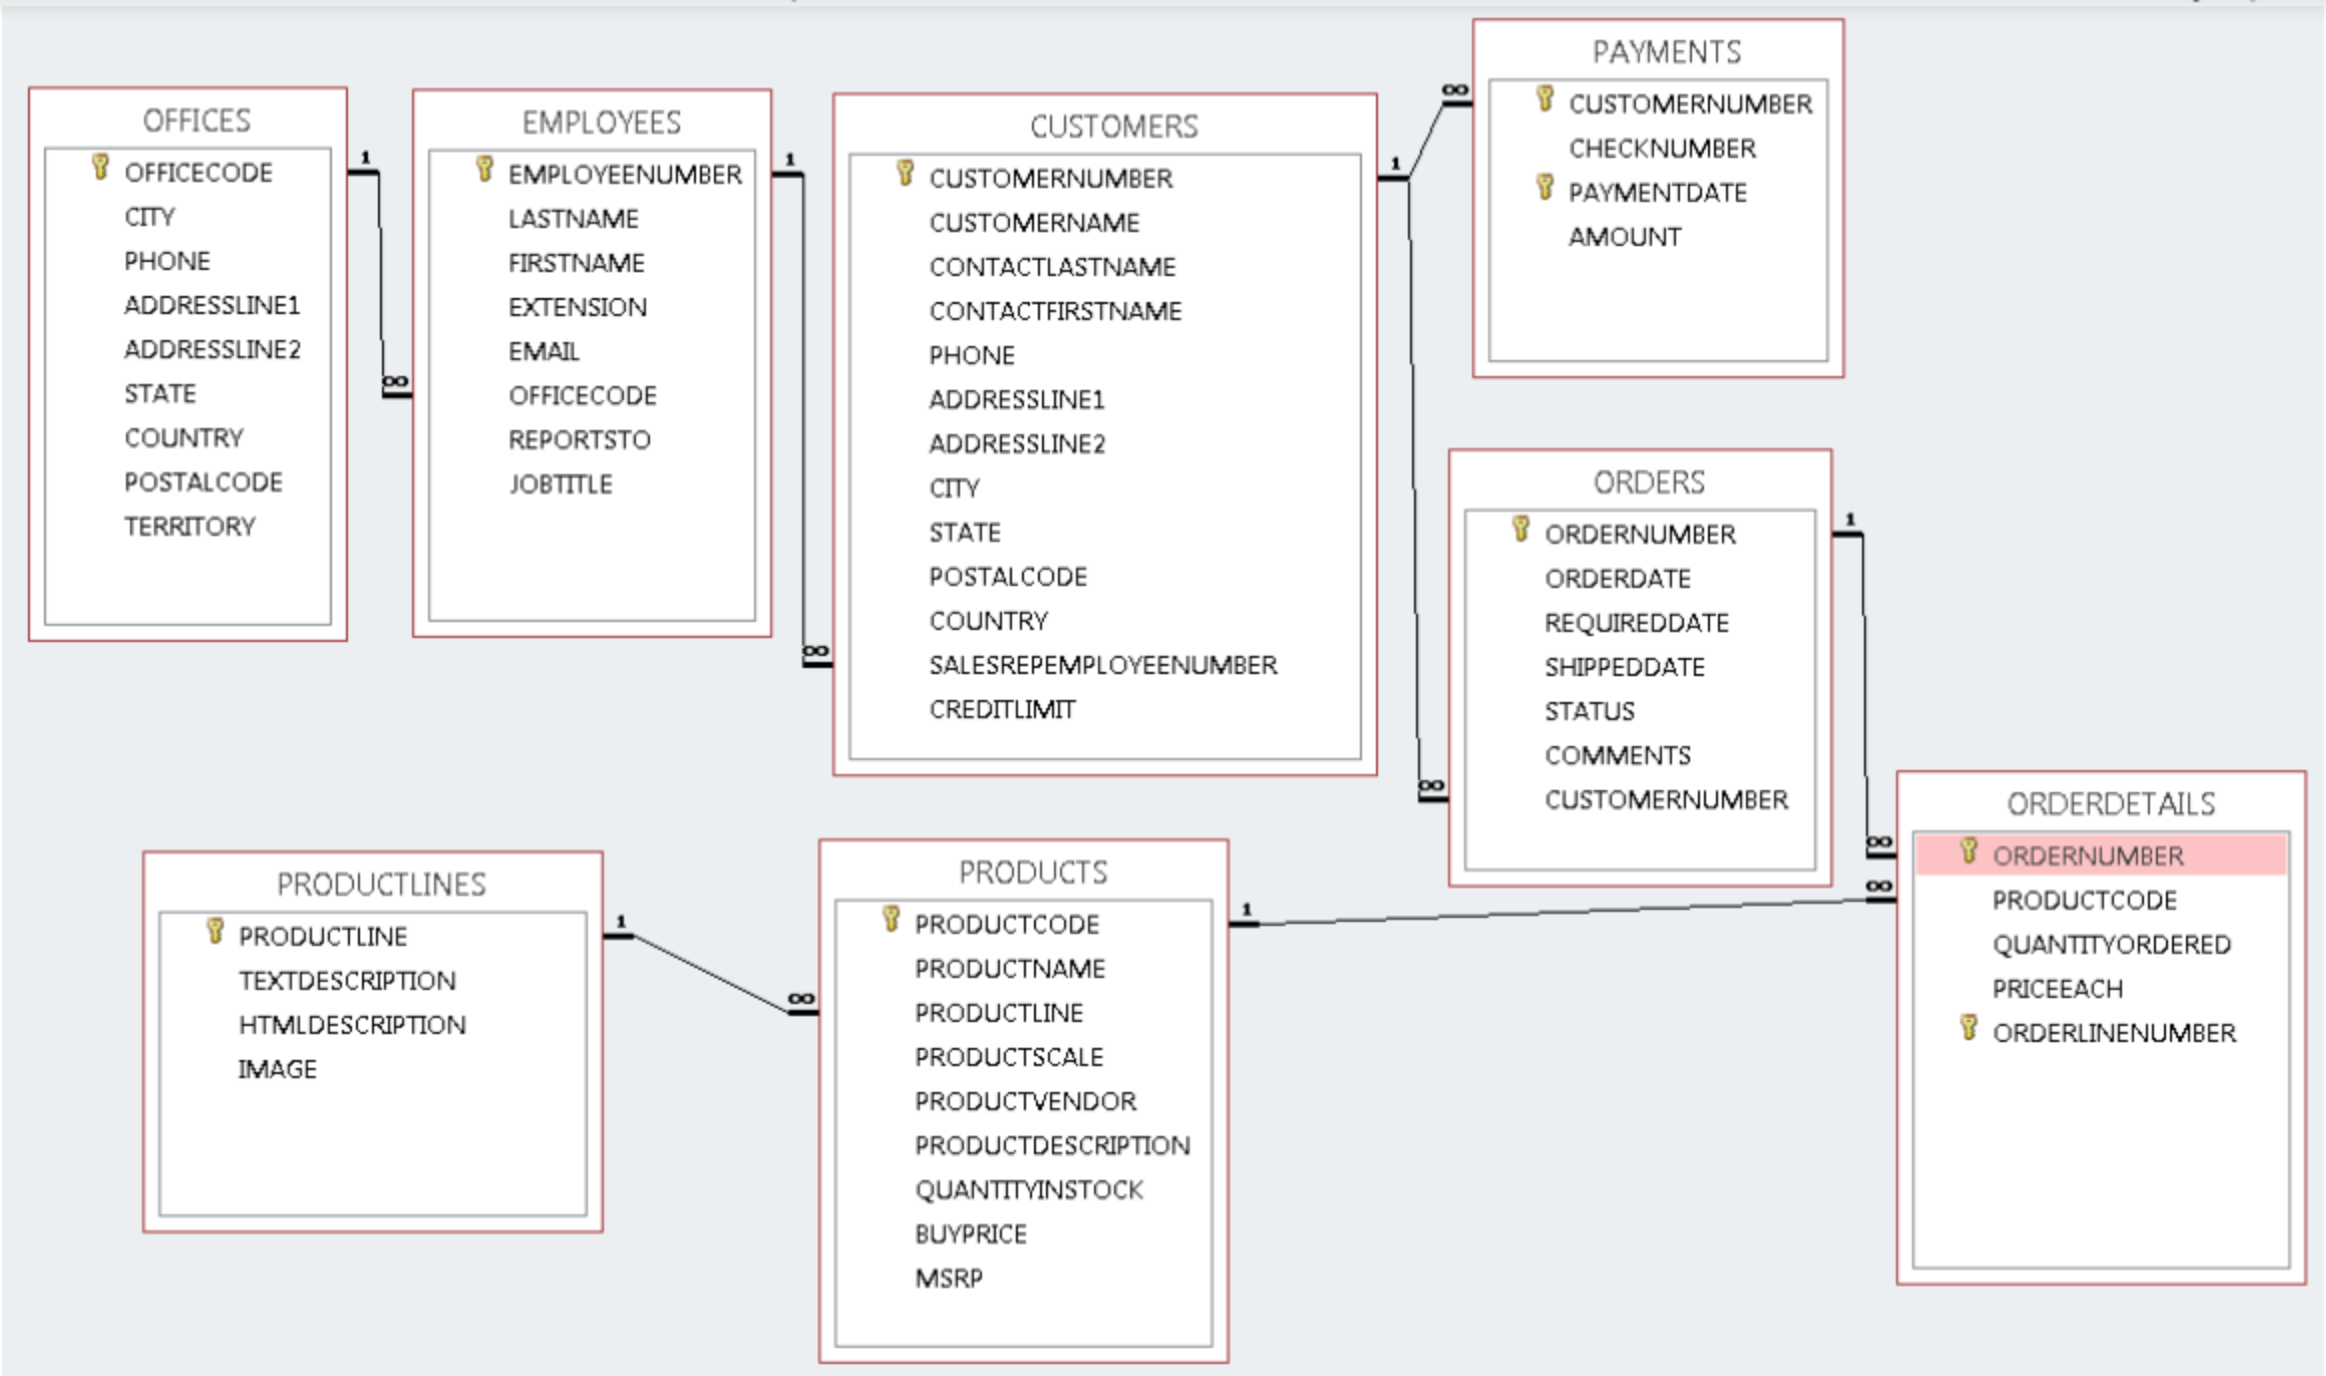 OFFICES
OFFICECODE
CITY
PHONE
ADDRESSLINE1
ADDRESSLINE2
STATE
COUNTRY
POSTALCODE
TERRITORY
1
∞
EMPLOYEES
EMPLOYEENUMBER
LASTNAME
FIRSTNAME
EXTENSION
EMAIL
OFFICECODE
REPORTSTO
JOBTITLE
1
∞
CUSTOMERS
CUSTOMERNUMBER
CUSTOMERNAME
CONTACTLASTNAME
CONTACTFIRSTNAME
PHONE
ADDRESSLINE1
ADDRESSLINE2
CITY
STATE
POSTALCODE
COUNTRY
SALESREPEMPLOYEENUMBER
CREDITLIMIT
1
∞
∞
PAYMENTS
CUSTOMERNUMBER
CHECKNUMBER
PAYMENTDATE
AMOUNT
ORDERS
ORDERNUMBER
ORDERDATE
REQUIREDDATE
SHIPPEDDATE
STATUS
COMMENTS
CUSTOMERNUMBER
1
∞
PRODUCTLINES
PRODUCTLINE
TEXTDESCRIPTION
HTMLDESCRIPTION
IMAGE
1
∞
PRODUCTS
PRODUCTCODE
PRODUCTNAME
PRODUCTLINE
PRODUCTSCALE
PRODUCTVENDOR
PRODUCTDESCRIPTION
QUANTITYINSTOCK
BUYPRICE
MSRP
1
∞
ORDERDETAILS
ORDERNUMBER
PRODUCTCODE
QUANTITYORDERED
PRICEEACH
ORDERLINENUMBER